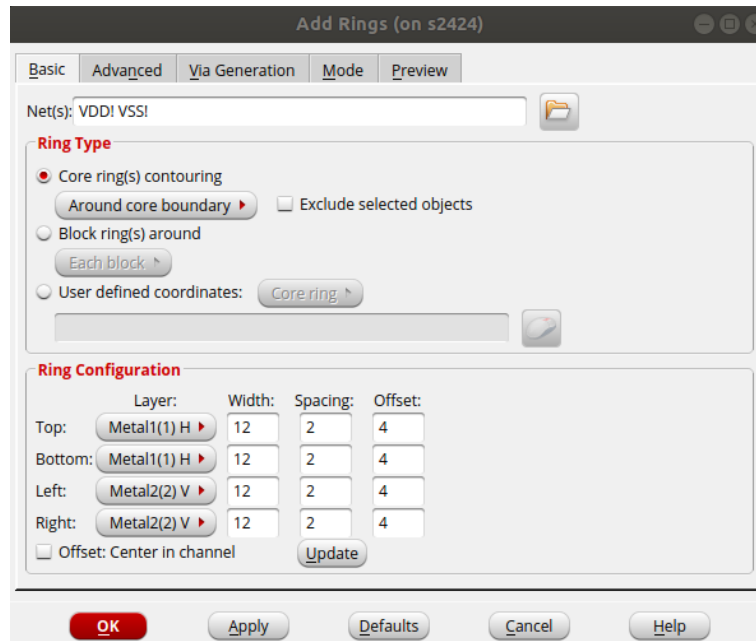 Add Rings (on s2424)
Basic Advanced Via Generation Mode Preview
Net(s): VDD! VSS!
Ring Type
Core ring(s) contouring
Around core boundary Exclude selected objects
Block ring(s) around
Each block
User defined coordinates: Core ring
Ring Configuration
Layer: Width: Spacing: Offset:
Top: Metal1(1) H 12 2 4
Bottom: Metal1(1) H 12 2 4
Left: Metal2(2) V 12 2 4
Right: Metal2(2) V 12 2 4
Offset: Center in channel Update
OK Apply Defaults Cancel Help